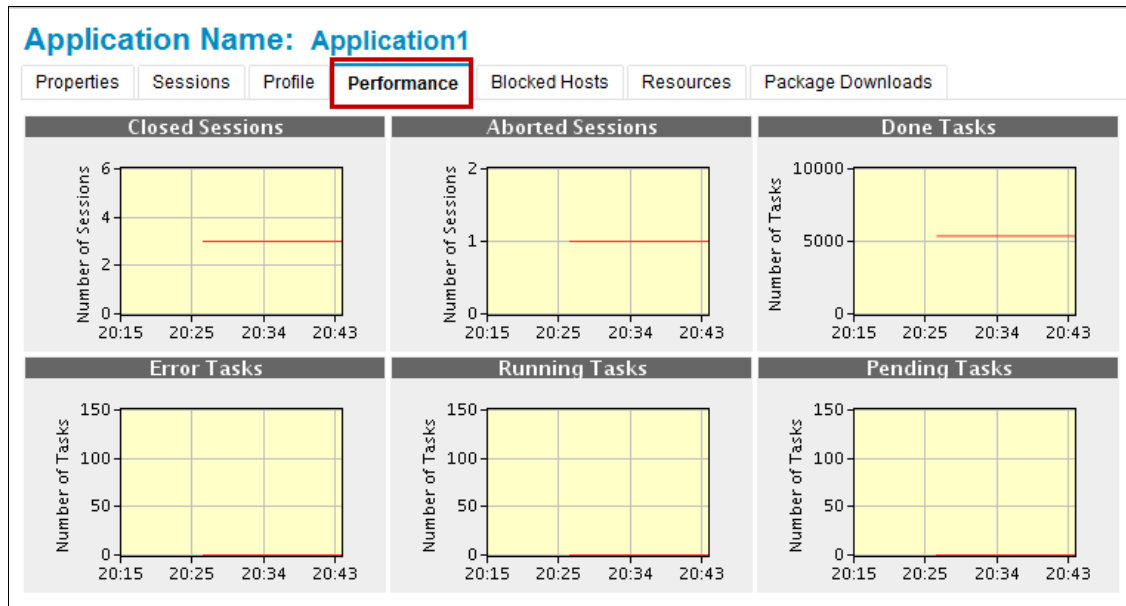 Application Name: Application1
Properties Sessions Profile Performance Blocked Hosts Resources Package Downloads
Closed Sessions
Number of Sessions
6
4
2
0
20:15 20:25 20:34 20:43
Aborted Sessions
Number of Sessions
2
1
0
20:15 20:25 20:34 20:43
Done Tasks
Number of Tasks
10000
5000
0
20:15 20:25 20:34 20:43
Error Tasks
Number of Tasks
150
100
50
0
20:15 20:25 20:34 20:43
Running Tasks
Number of Tasks
150
100
50
0
20:15 20:25 20:34 20:43
Pending Tasks
Number of Tasks
150
100
50
0
20:15 20:25 20:34 20:43